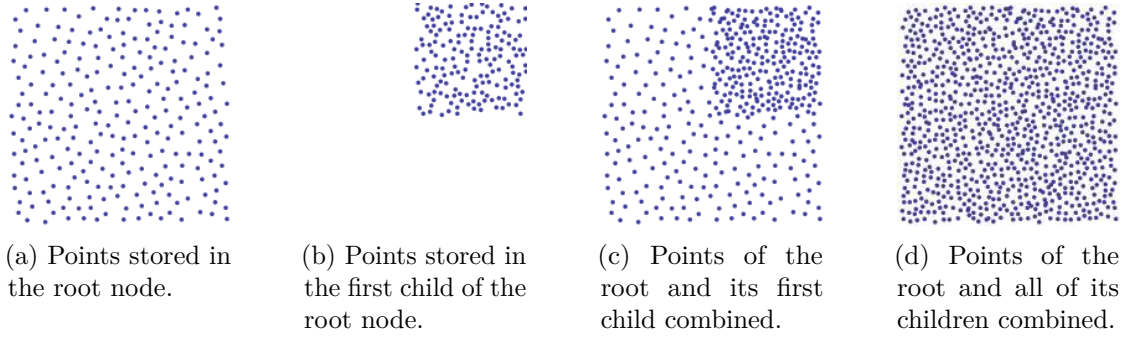 (a) Points stored in
the root node.
(b) Points stored in
the first child of the
root node.
(c) Points of the
root and its first
child combined.
(d) Points of the
root and all of its
children combined.